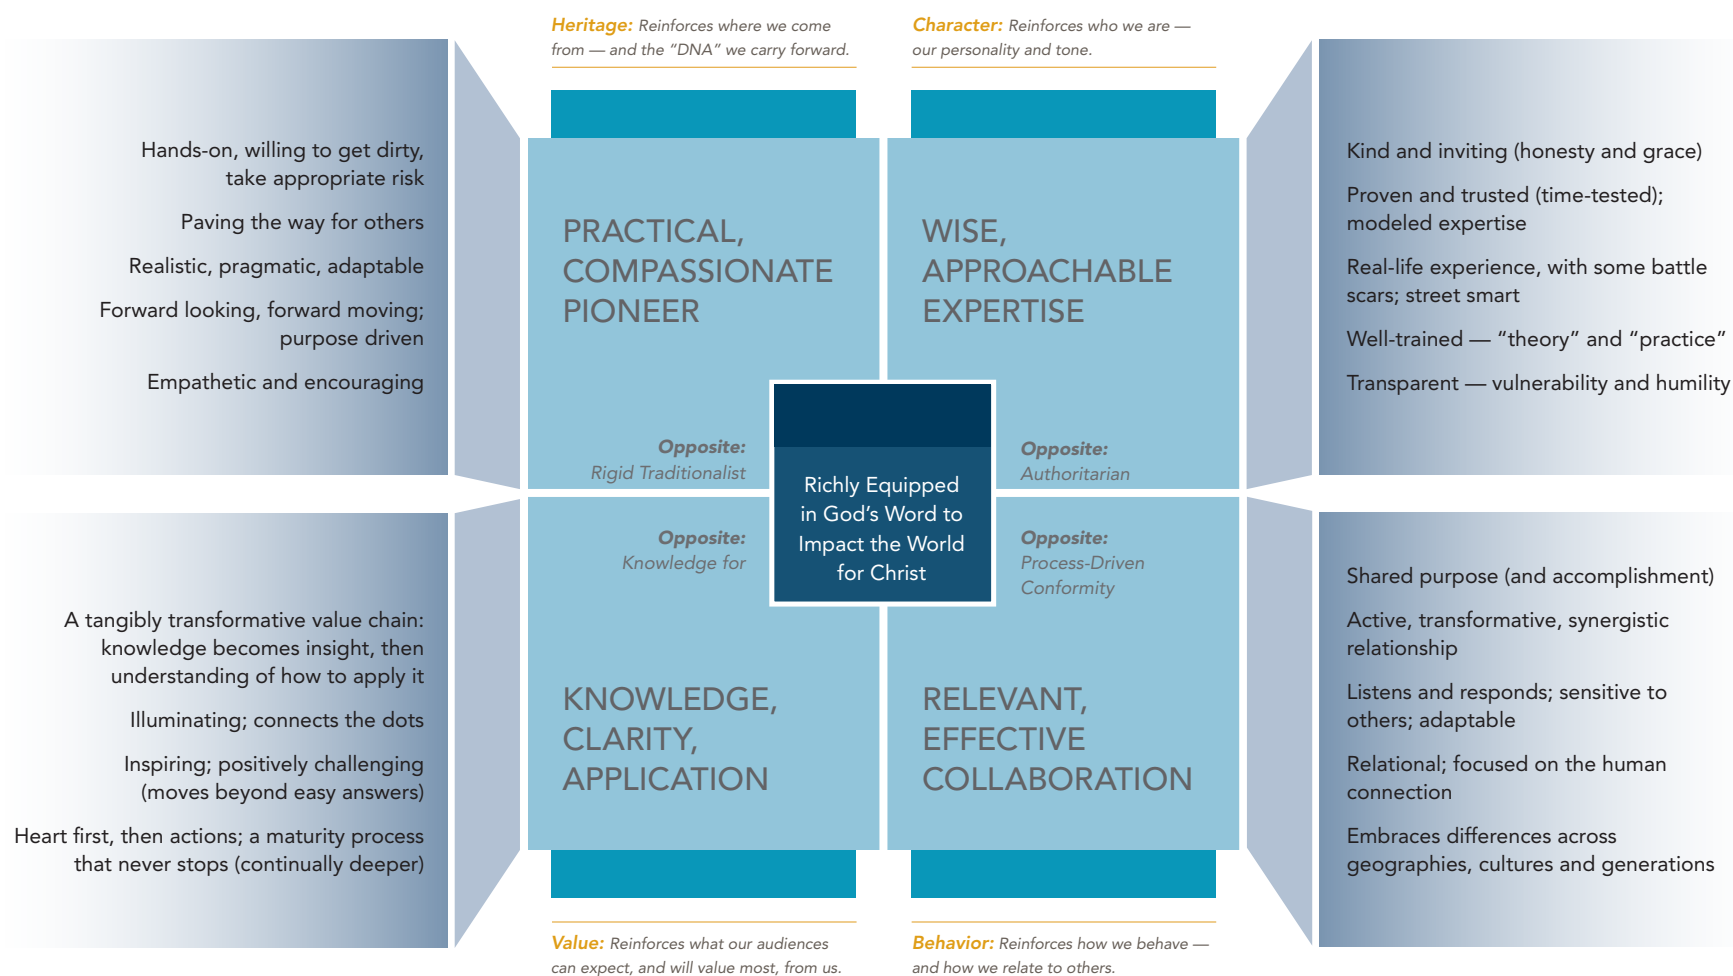 Heritage: Reinforces where we come
from — and the “DNA” we carry forward.
Character: Reinforces who we are —
our personality and tone.
Hands-on, willing to get dirty,
take appropriate risk
Paving the way for others
Realistic, pragmatic, adaptable
Forward looking, forward moving;
purpose driven
Empathetic and encouraging
PRACTICAL,
COMPASSIONATE
PIONEER
Opposite:
Rigid Traditionalist
WISE,
APPROACHABLE
EXPERTISE
Opposite:
Authoritarian
Kind and inviting (honesty and grace)
Proven and trusted (time-tested);
modeled expertise
Real-life experience, with some battle
scars; street smart
Well-trained — “theory” and “practice”
Transparent — vulnerability and humility
Richly Equipped
in God’s Word to
Impact the World
for Christ
A tangibly transformative value chain:
knowledge becomes insight, then
understanding of how to apply it
Illuminating; connects the dots
Inspiring; positively challenging
(moves beyond easy answers)
Heart first, then actions; a maturity process
that never stops (continually deeper)
Opposite:
Knowledge for
KNOWLEDGE,
CLARITY,
APPLICATION
Opposite:
Process-Driven
Conformity
RELEVANT,
EFFECTIVE
COLLABORATION
Shared purpose (and accomplishment)
Active, transformative, synergistic
relationship
Listens and responds; sensitive to
others; adaptable
Relational; focused on the human
connection
Embraces differences across
geographies, cultures and generations
Value: Reinforces what our audiences
can expect, and will value most, from us.
Behavior: Reinforces how we behave —
and how we relate to others.